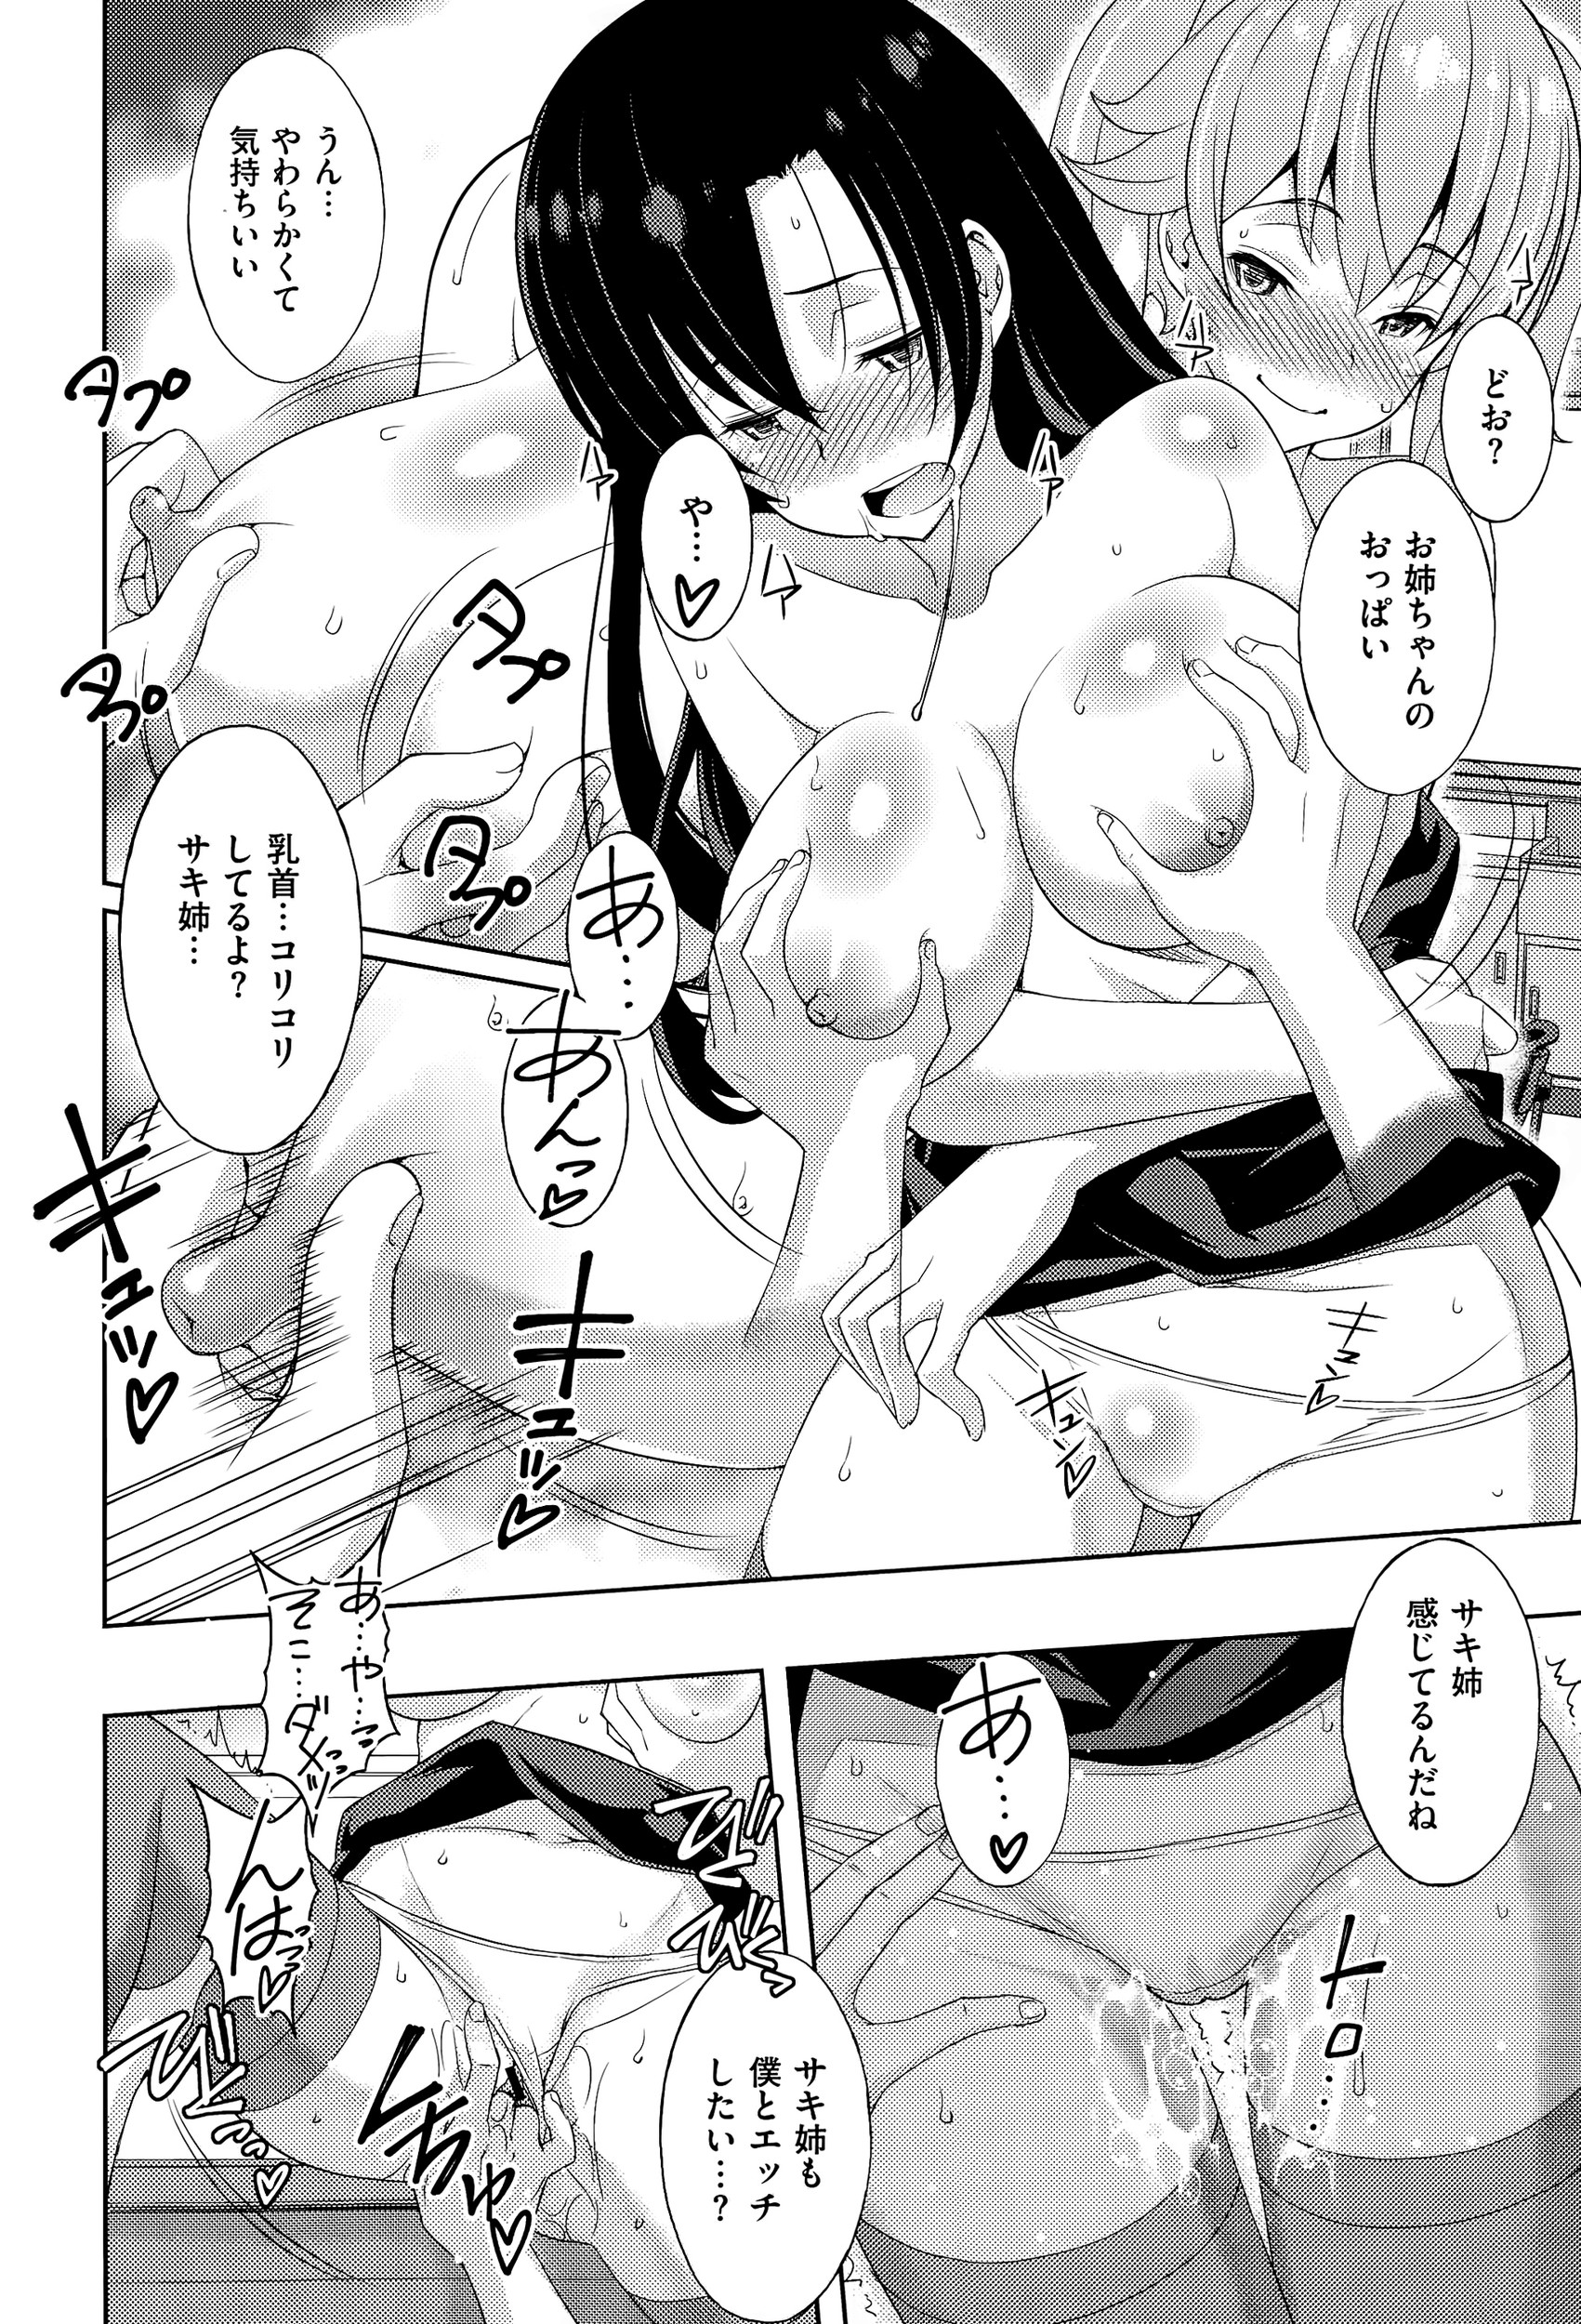 どお？
お姉ちゃんの
おっぱい
や…♡
うん…
やわらかくて
気持ちいい
タプ
タプ
タプ
タプ
あ…
あんっ♡
乳首…コリコリ
してるよ？
サキ姉…
キュッ♡
キュッ♡
キュン♡
キュン♡
サキ姉
感じてるんだね
あ…♡
トロ…
サキ姉も
僕とエッチ
したい…？
あ…や…
そこ…ダメッ
んはっ♡
びく
びくっ
びくっ♡
くちゅ♡